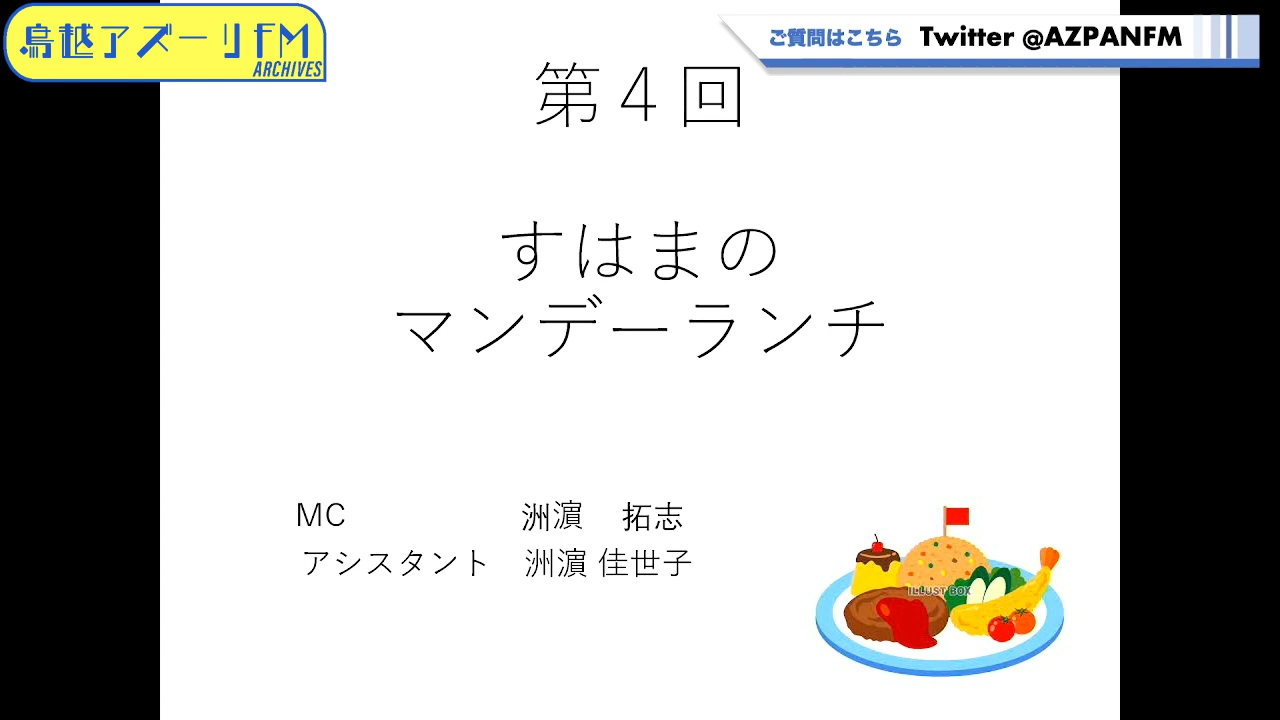 鳥越アズーリFM
ARCHIVES
ご質問はこちら Twitter @AZPANFM
第4回
すはまの
マンデーランチ
MC 洲濵 拓志
アシスタント 洲濵 佳世子
ILLUST BOX